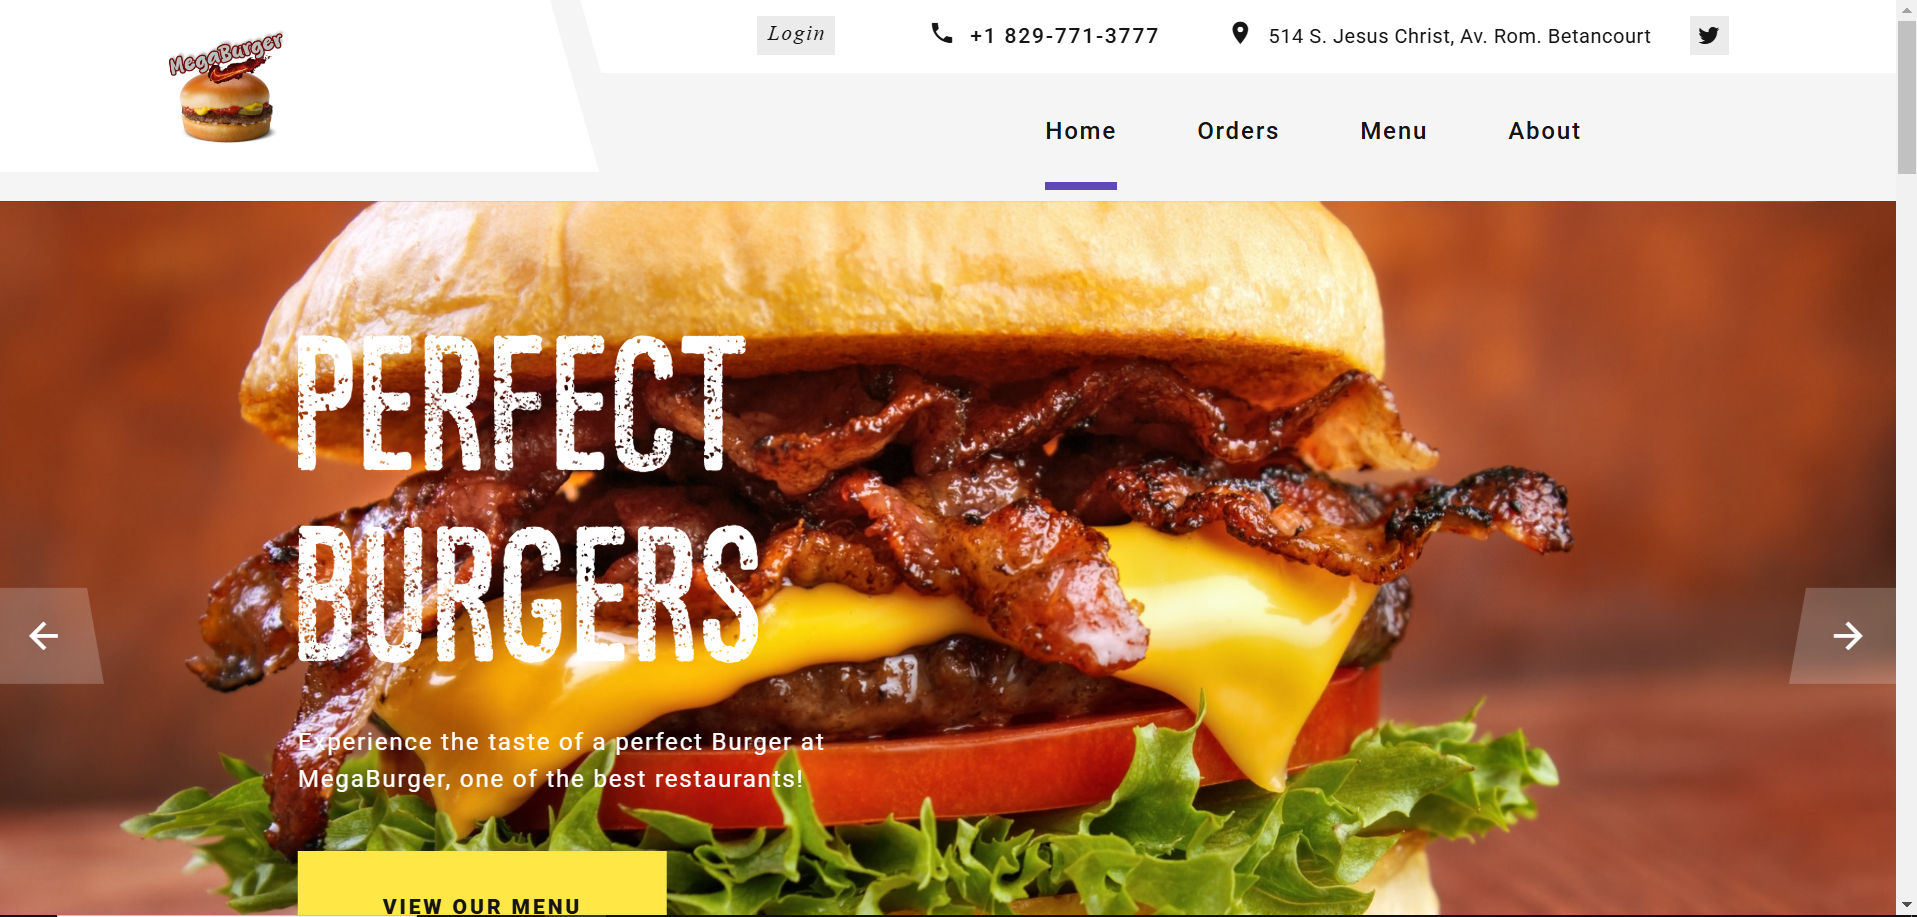 MegaBurger
Login
+1 829-771-3777
514 S. Jesus Christ, Av. Rom. Betancourt
Home
Orders
Menu
About
PERFECT
BURGERS
Experience the taste of a perfect Burger at
MegaBurger, one of the best restaurants!
VIEW OUR MENU